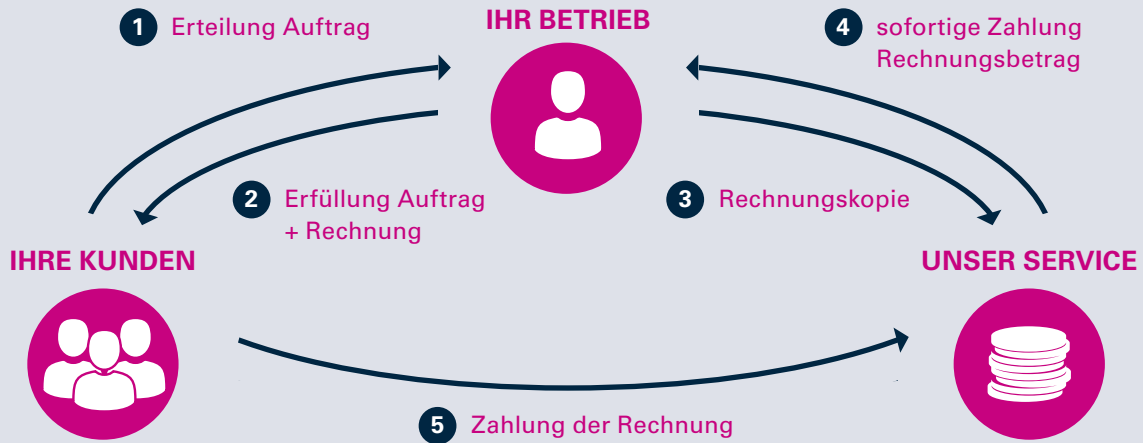 1 Erteilung Auftrag
IHR BETRIEB
4 sofortige Zahlung
Rechnungsbetrag
2 Erfüllung Auftrag
+ Rechnung
3 Rechnungskopie
IHRE KUNDEN
UNSER SERVICE
5 Zahlung der Rechnung